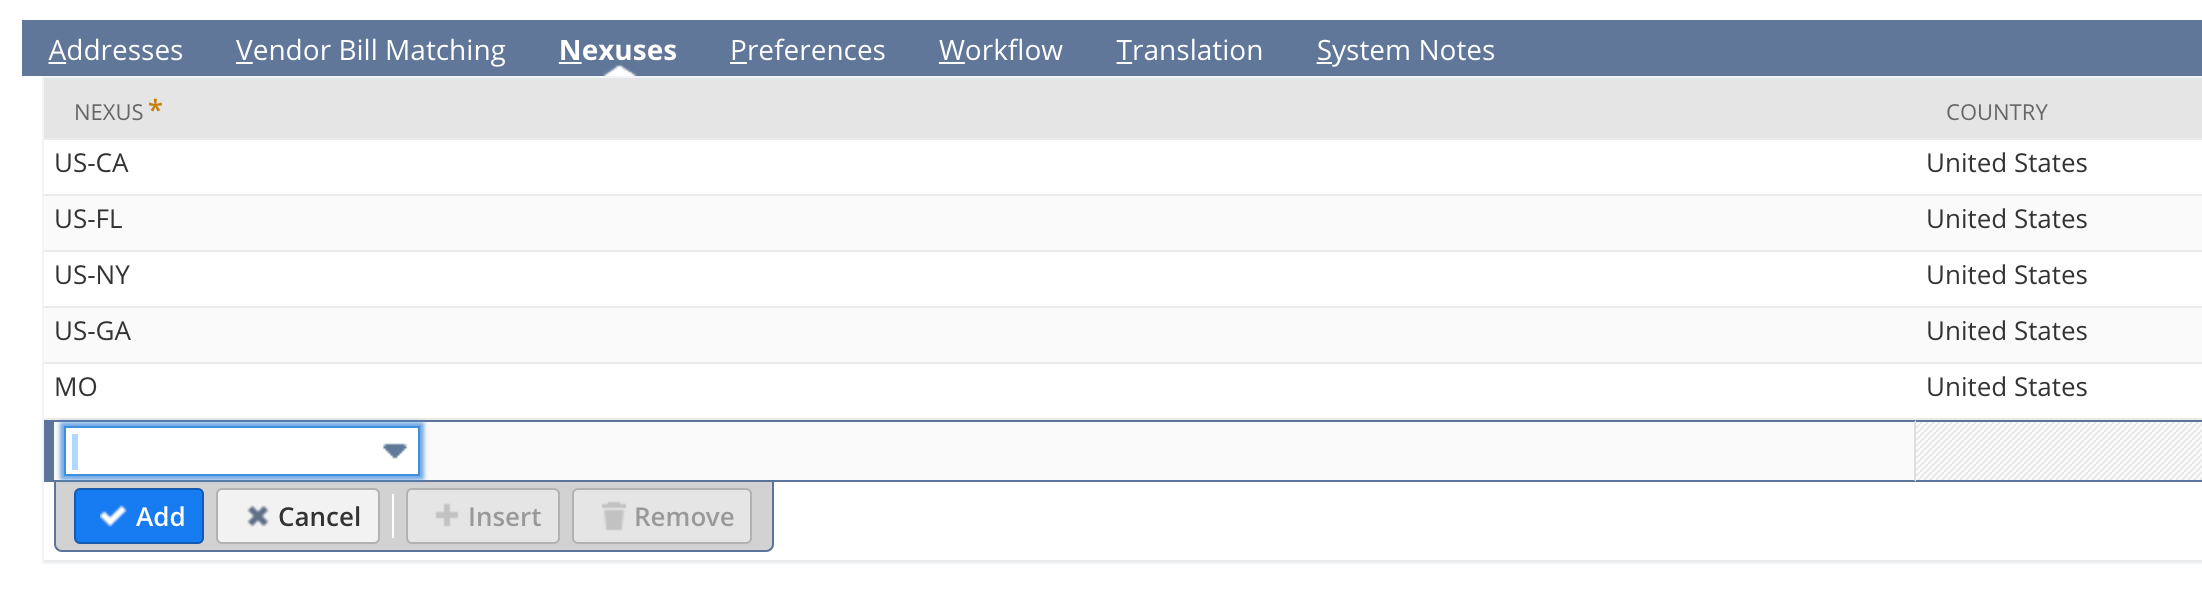 Addresses Vendor Bill Matching Nexuses Preferences Workflow Translation System Notes
NEXUS * COUNTRY
US-CA United States
US-FL United States
US-NY United States
US-GA United States
MO United States
Add Cancel Insert Remove